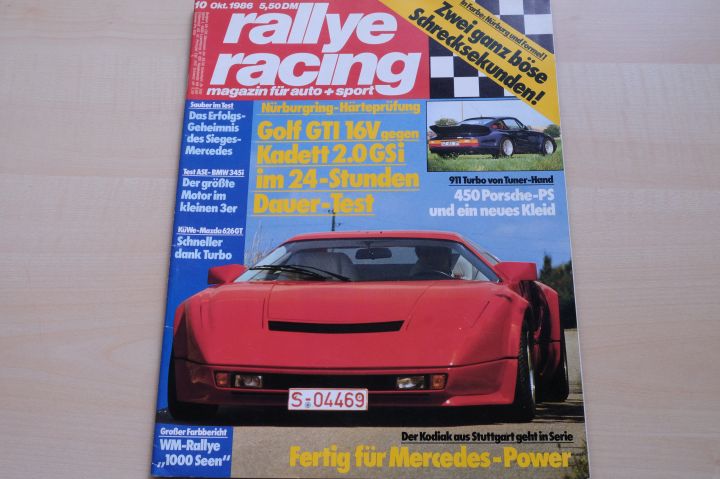 10 Okt. 1986 5,50 DM
rallye
racing
magazin für auto + sport
In Farbe: Nürburg und Formel 1
Zwei ganz böse
Schrecksekunden!
Sauber im Test
Das Erfolgs-
Geheimnis
des Sieges-
Mercedes
Test ASE-BMW 345i
Der größte
Motor im
kleinen 3er
KüWe-Mazda 626 GT
Schneller
dank Turbo
Nürburgring-Härteprüfung
Golf GTI 16V gegen
Kadett 2.0 GSi
im 24-Stunden
Dauer-Test
911 Turbo von Tuner-Hand
450 Porsche-PS
und ein neues Kleid
S-04469
Großer Farbbericht
WM-Rallye
„1000 Seen"
Der Kodiak aus Stuttgart geht in Serie
Fertig für Mercedes-Power